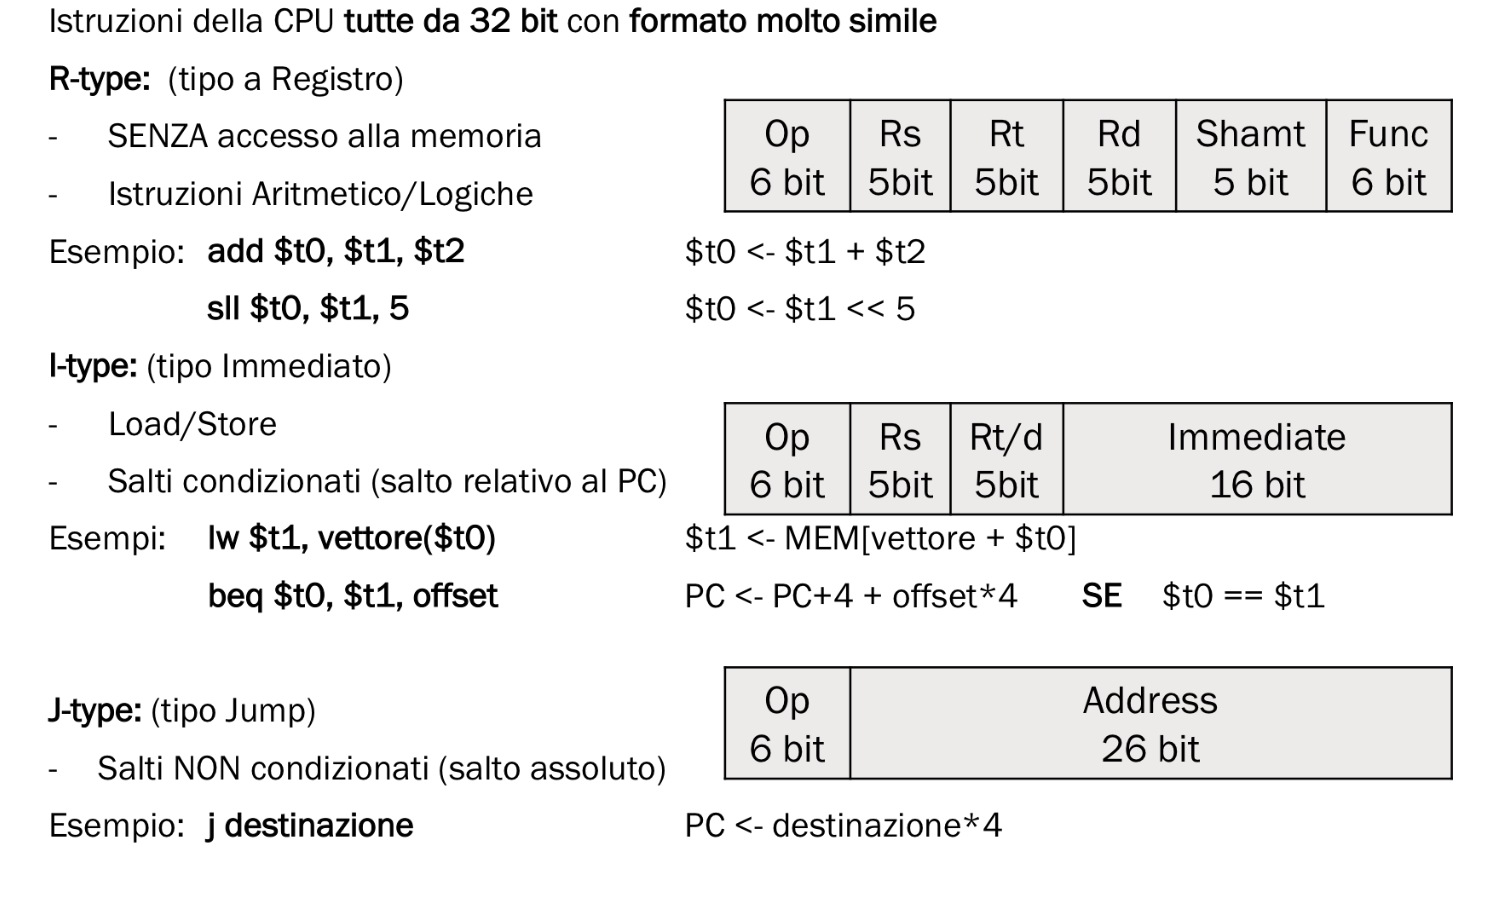 Istruzioni della CPU tutte da 32 bit con formato molto simile
R-type: (tipo a Registro)
- SENZA accesso alla memoria
- Istruzioni Aritmetico/Logiche
Op Rs Rt Rd Shamt Func
6 bit 5bit 5bit 5bit 5 bit 6 bit
Esempio: add $t0, $t1, $t2 $t0 <- $t1 + $t2
sll $t0, $t1, 5 $t0 <- $t1 << 5
I-type: (tipo Immediato)
- Load/Store
- Salti condizionati (salto relativo al PC)
Op Rs Rt/d Immediate
6 bit 5bit 5bit 16 bit
Esempi: lw $t1, vettore($t0) $t1 <- MEM[vettore + $t0]
beq $t0, $t1, offset PC <- PC+4 + offset*4 SE $t0 == $t1
J-type: (tipo Jump)
- Salti NON condizionati (salto assoluto)
Op Address
6 bit 26 bit
Esempio: j destinazione PC <- destinazione*4